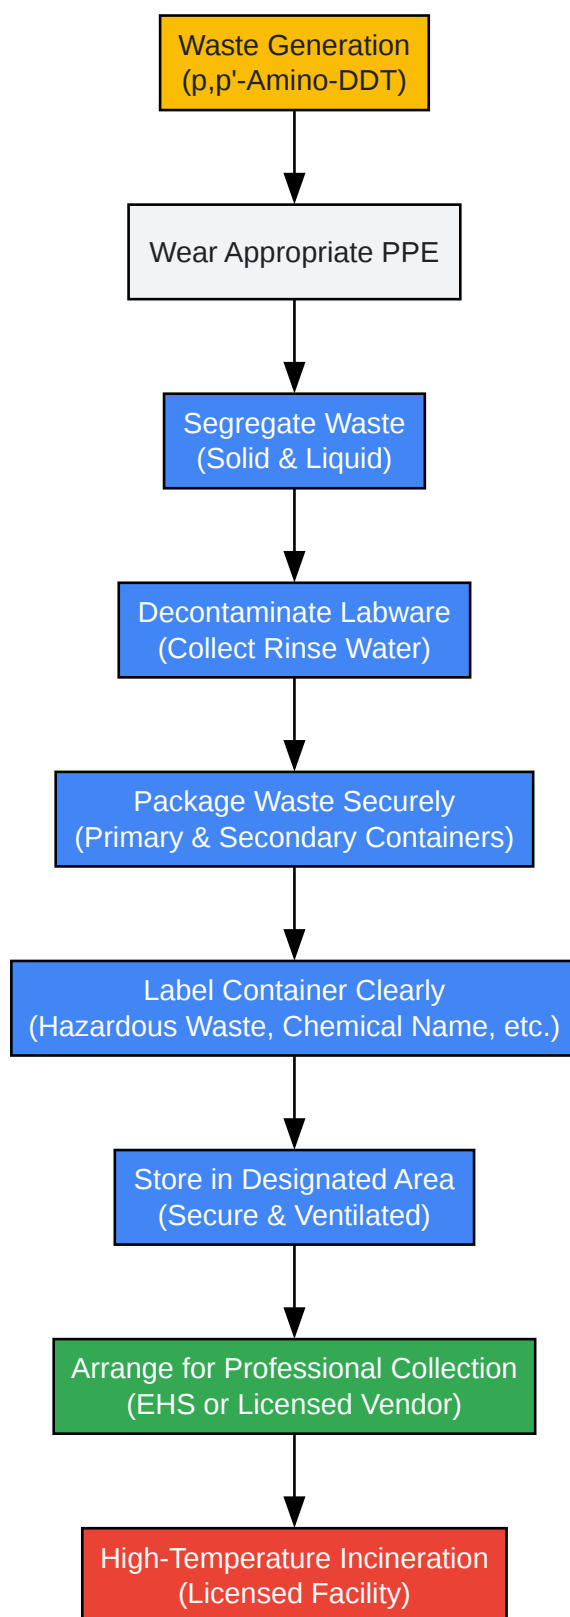 Waste Generation
(p,p'-Amino-DDT)
Wear Appropriate PPE
Segregate Waste
(Solid & Liquid)
Decontaminate Labware
(Collect Rinse Water)
Package Waste Securely
(Primary & Secondary Containers)
Label Container Clearly
(Hazardous Waste, Chemical Name, etc.)
Store in Designated Area
(Secure & Ventilated)
Arrange for Professional Collection
(EHS or Licensed Vendor)
High-Temperature Incineration
(Licensed Facility)